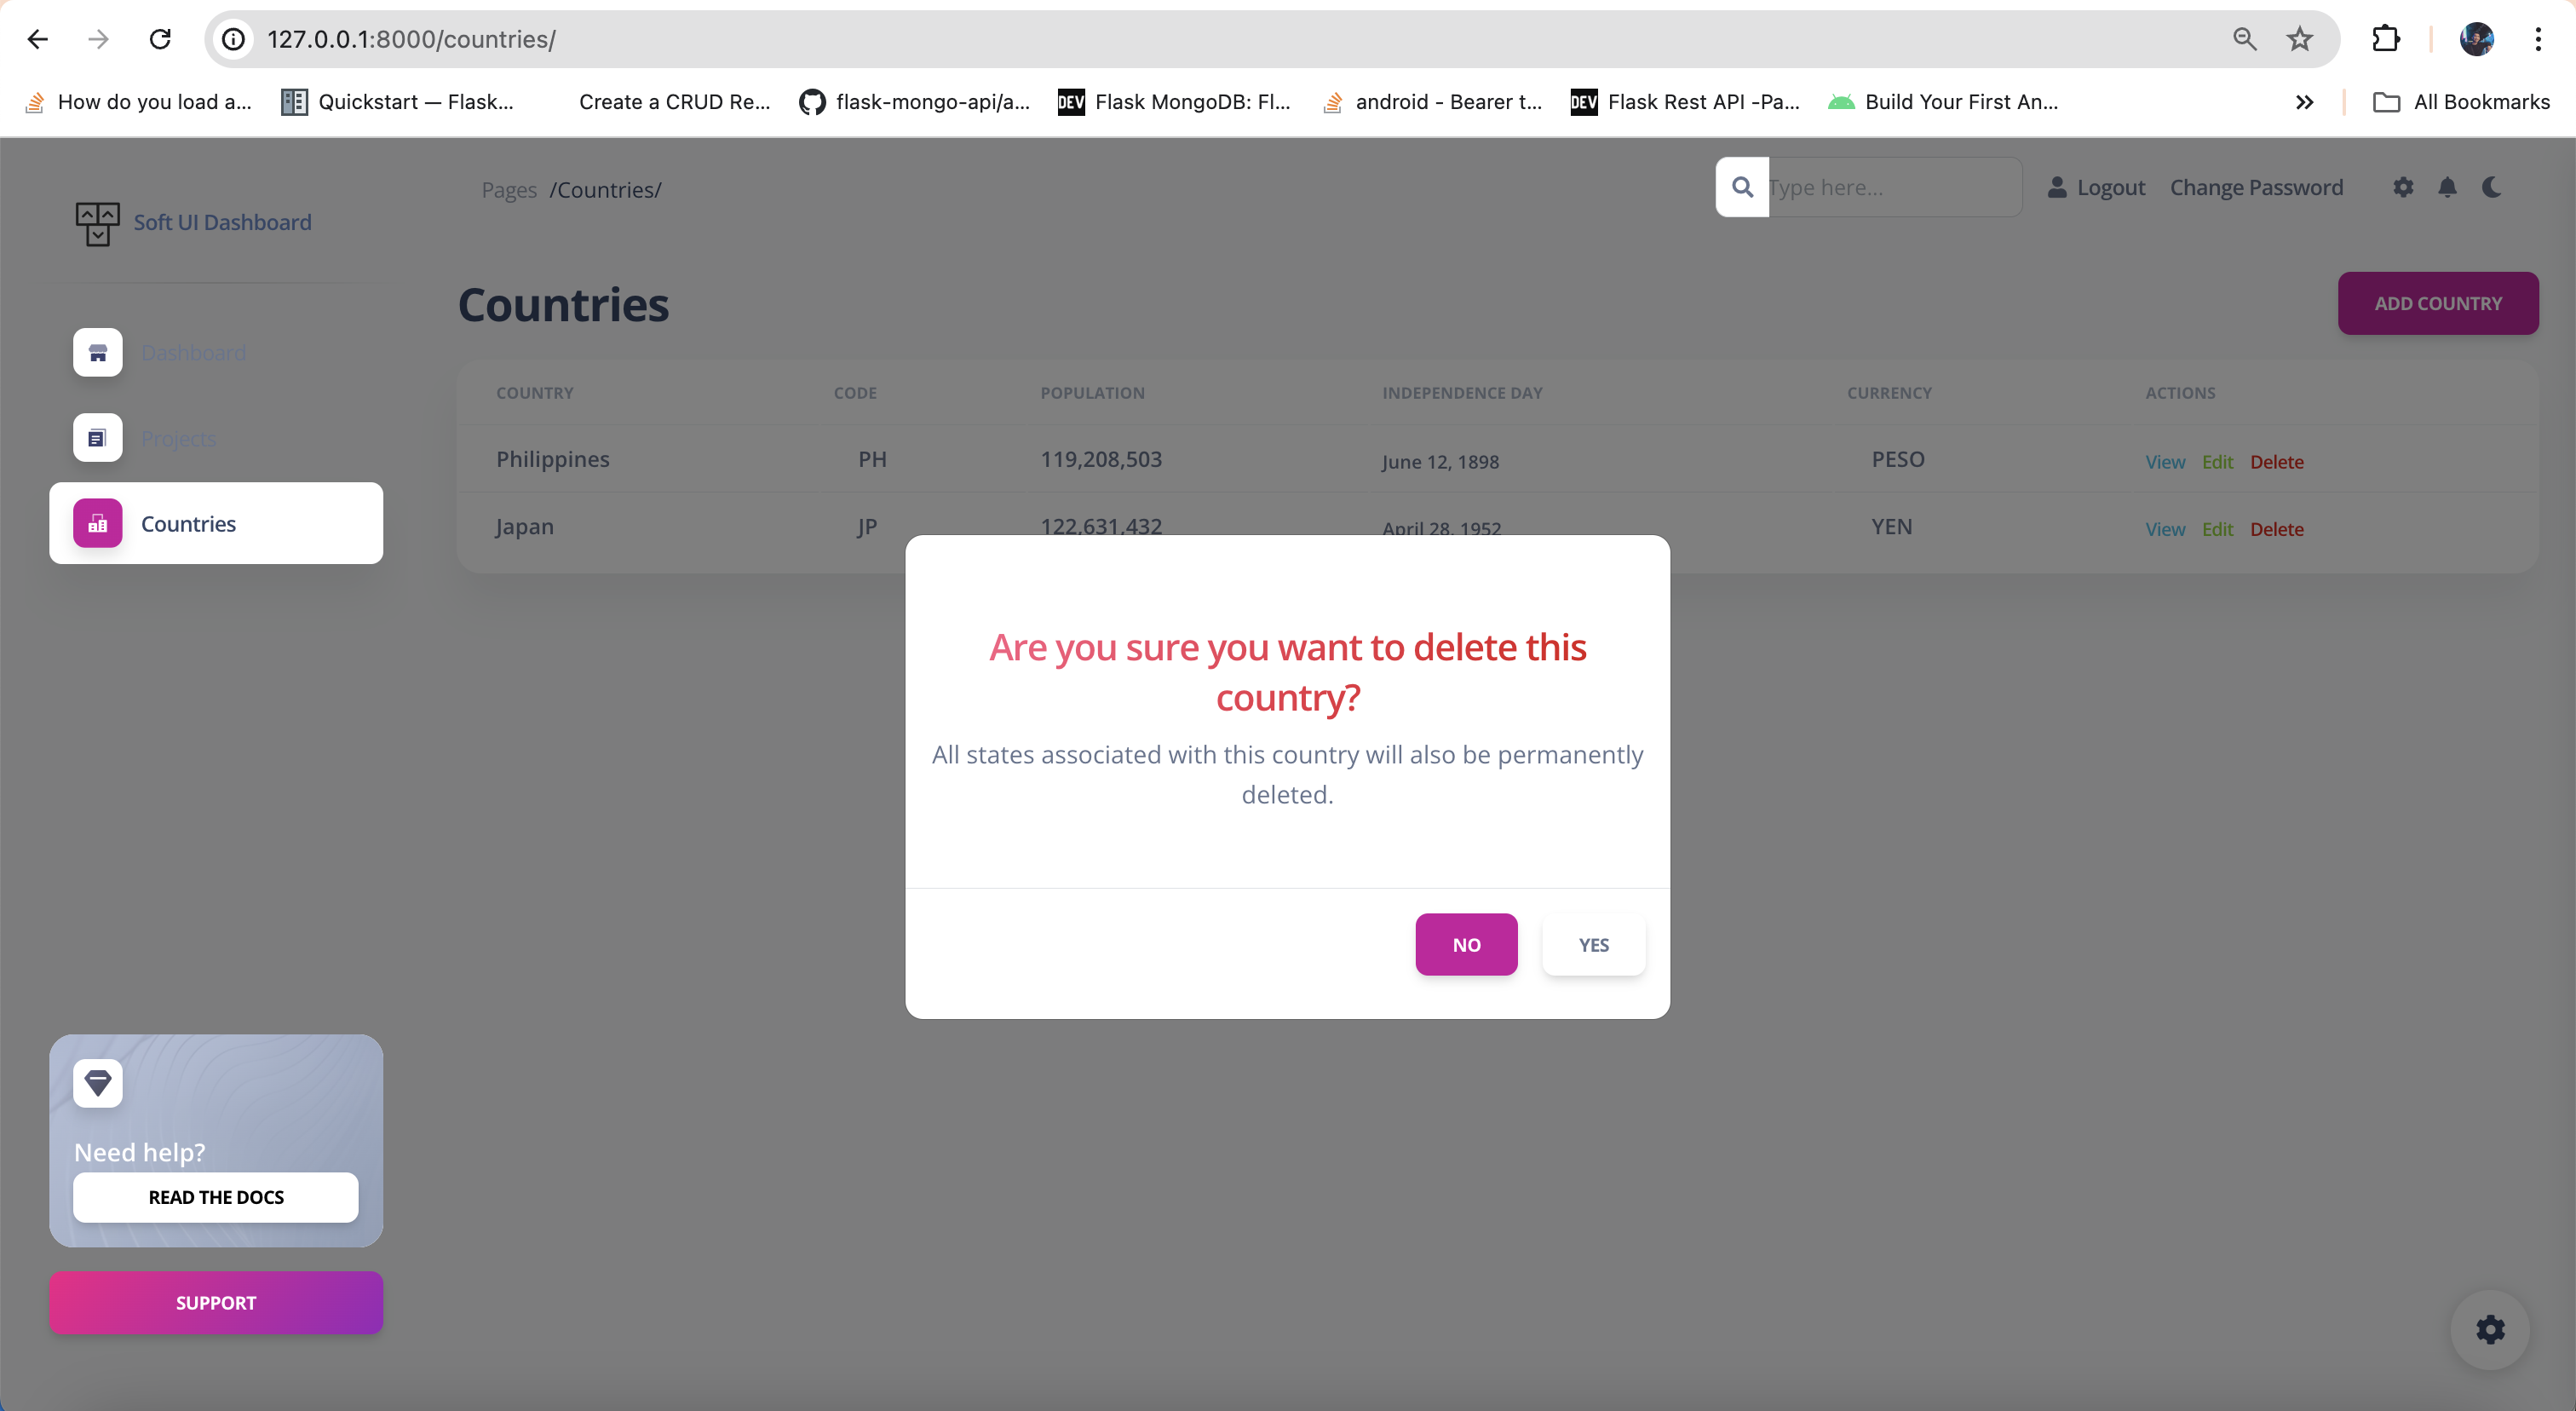 127.0.0.1:8000/countries/
How do you load a...
Quickstart — Flask...
Create a CRUD Re...
flask-mongo-api/a...
DEV Flask MongoDB: Fl...
android - Bearer t...
DEV Flask Rest API -Pa...
Build Your First An...
All Bookmarks
Soft UI Dashboard
Pages /Countries/
Type here...
Logout
Change Password
Dashboard
Projects
Countries
Countries
ADD COUNTRY
COUNTRY CODE POPULATION INDEPENDENCE DAY CURRENCY ACTIONS
Philippines PH 119,208,503 June 12, 1898 PESO View Edit Delete
Japan JP 122,631,432 April 28, 1952 YEN View Edit Delete
Are you sure you want to delete this
country?
All states associated with this country will also be permanently
deleted.
NO
YES
Need help?
READ THE DOCS
SUPPORT